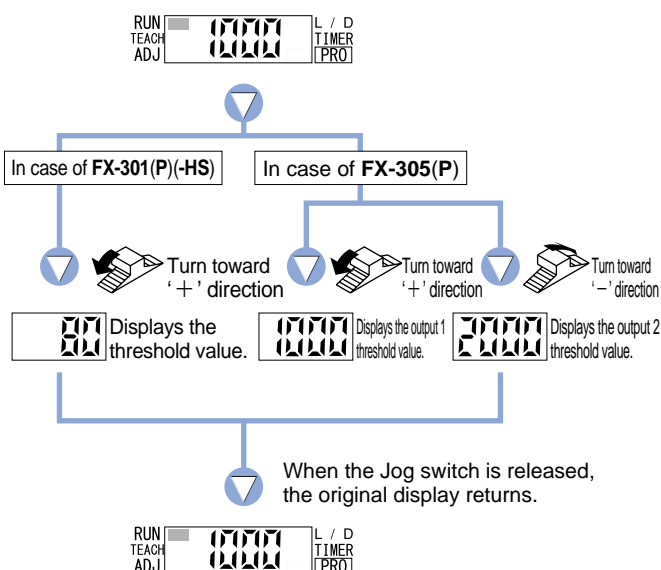 RUN 1000 L / D
TEACH TIMER
ADJ PRO
In case of FX-301(P)(-HS)
In case of FX-305(P)
Turn toward
‘＋’ direction
Turn toward
‘＋’ direction
Turn toward
‘－’ direction
80 Displays the
threshold value.
1000 Displays the output 1
threshold value.
2000 Displays the output 2
threshold value.
When the Jog switch is released,
the original display returns.
RUN 1000 L / D
TEACH TIMER
ADJ PRO